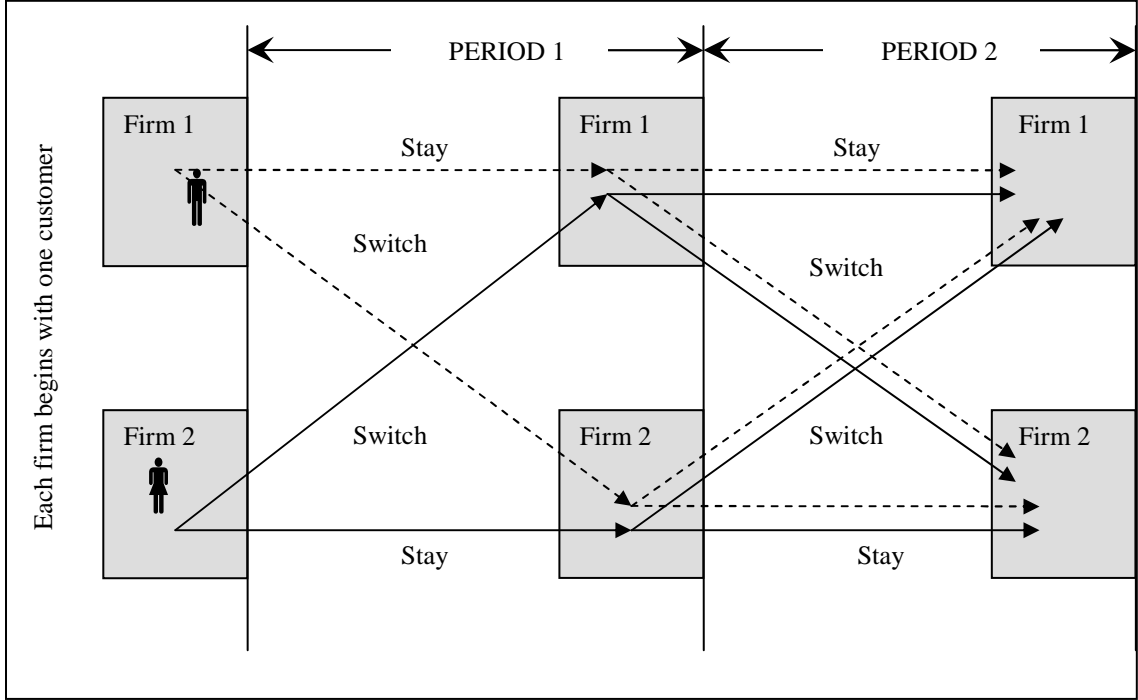 PERIOD 1
PERIOD 2
Each firm begins with one customer
Firm 1
Firm 1
Firm 1
Stay
Stay
Switch
Switch
Firm 2
Firm 2
Firm 2
Switch
Switch
Stay
Stay